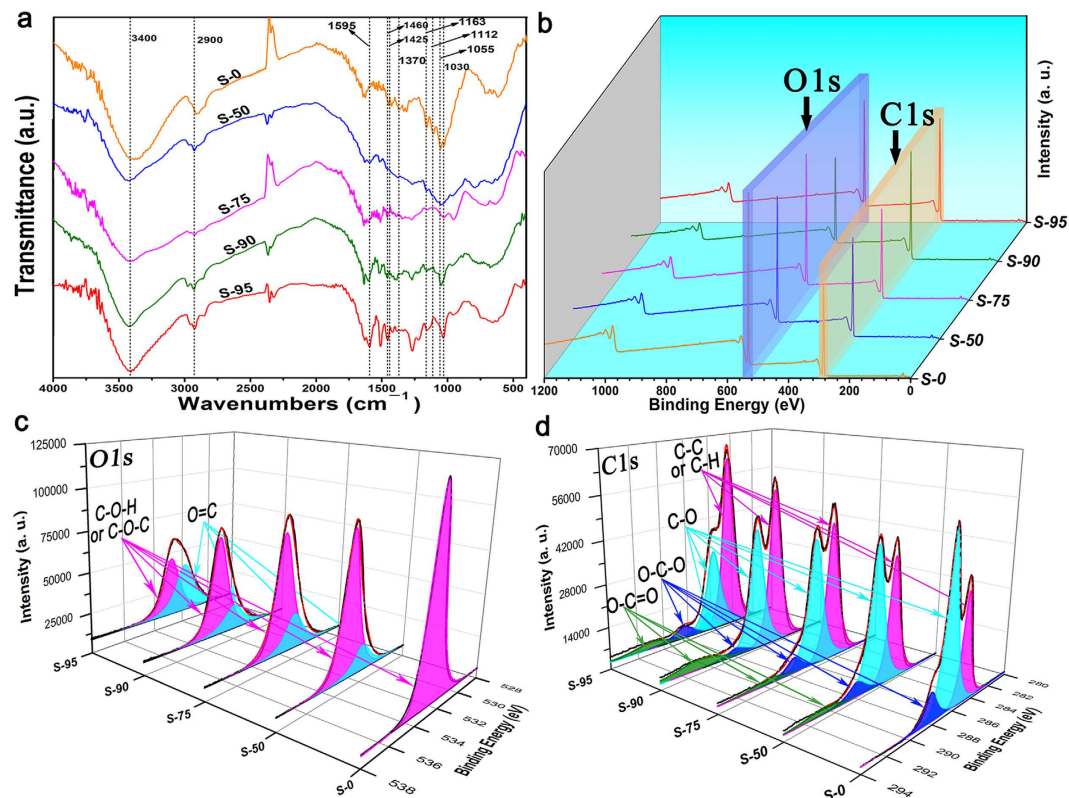 a
3400
2900
1595
1460
1425
1370
1163
1112
1055
1030
S-0
S-50
S-75
S-90
S-95
Transmittance (a.u.)
4000 3500 3000 2500 2000 1500 1000 500
Wavenumbers (cm⁻¹)
b
O1s
C1s
Intensity (a. u.)
S-95
S-90
S-75
S-50
S-0
1200 1000 800 600 400 200 0
Binding Energy (eV)
c
O1s
125000
100000
75000
50000
25000
Intensity (a. u.)
C-O-H
or C-O-C
O=C
S-95
S-90
S-75
S-50
S-0
528
530
532
534
536
538
Binding Energy (eV)
d
C1s
70000
56000
42000
28000
14000
Intensity (a. u.)
C-C
or C-H
C-O
O-C-O
O-C=O
S-95
S-90
S-75
S-50
S-0
280
282
284
286
288
290
292
294
Binding Energy (eV)